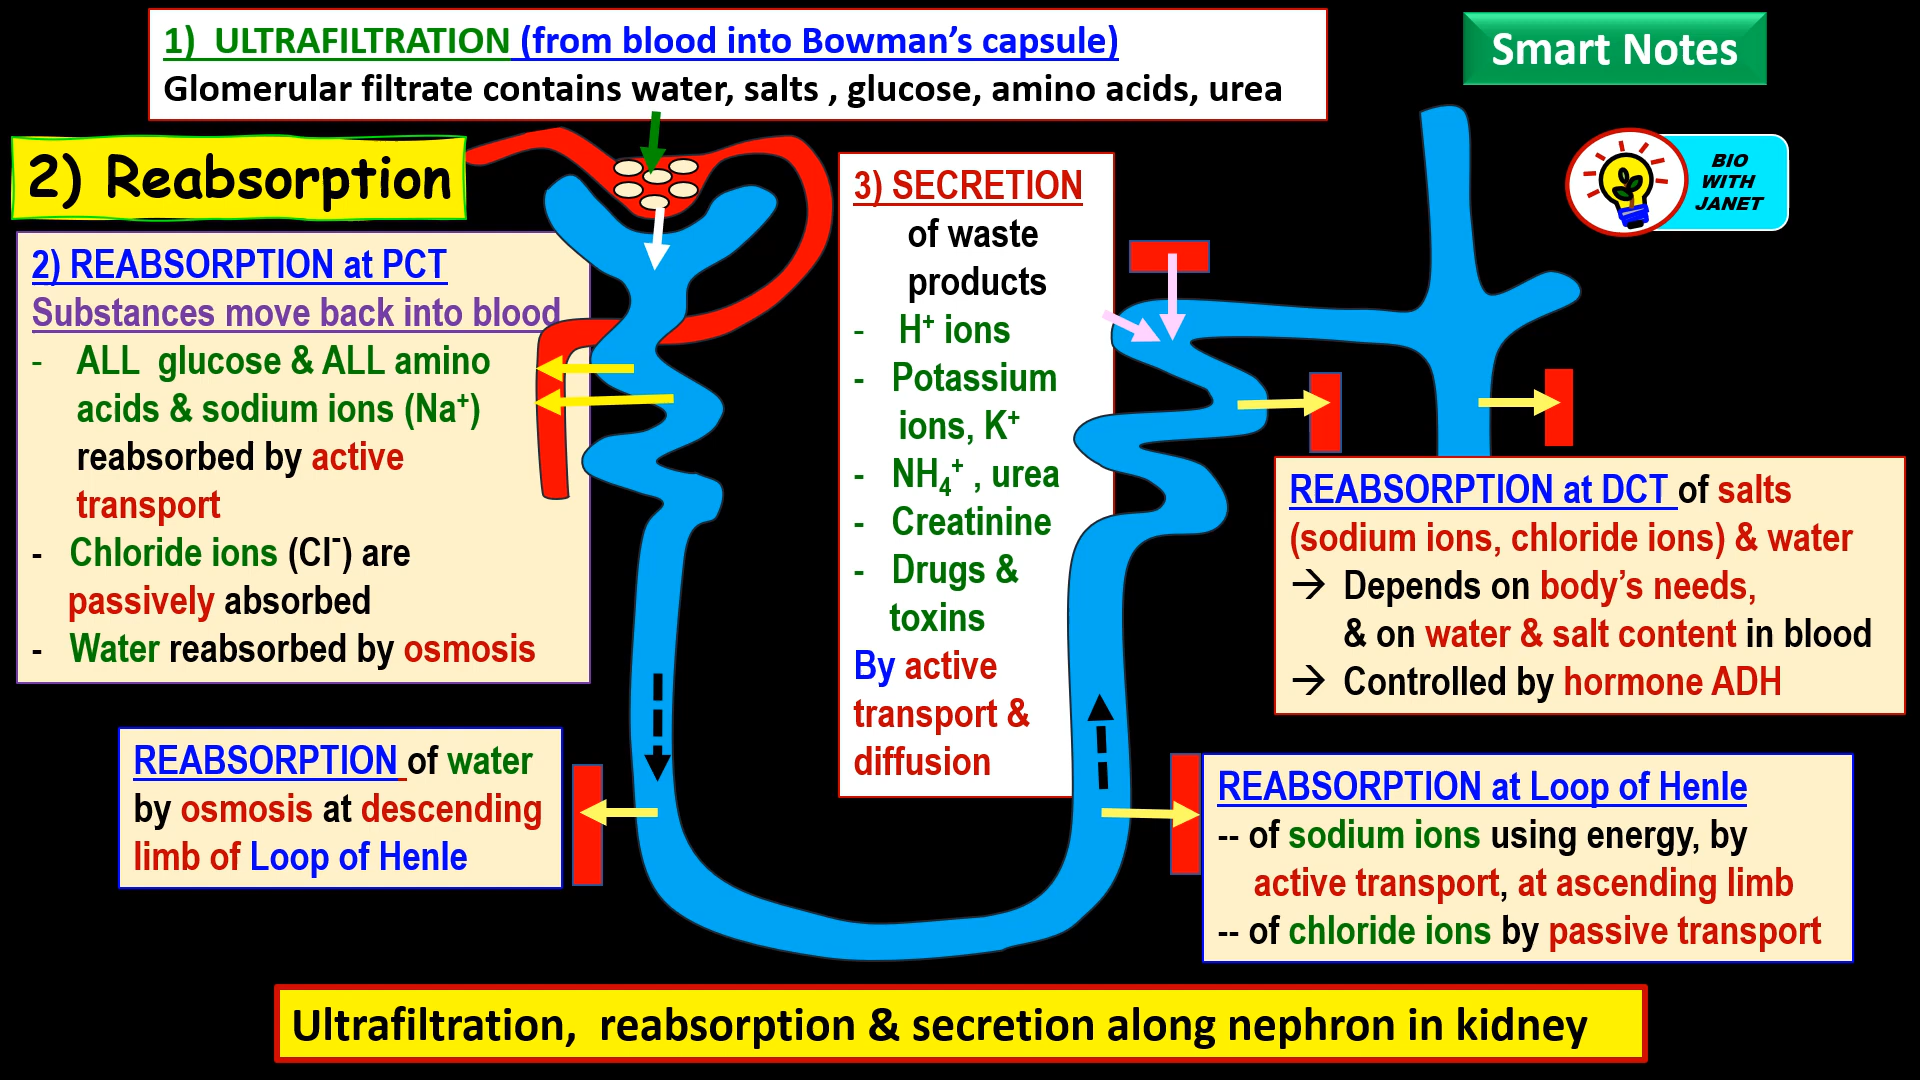 1) ULTRAFILTRATION (from blood into Bowman’s capsule)
Glomerular filtrate contains water, salts , glucose, amino acids, urea
Smart Notes
BIO
WITH
JANET
2) Reabsorption
2) REABSORPTION at PCT
Substances move back into blood
- ALL glucose & ALL amino
acids & sodium ions (Na⁺)
reabsorbed by active
transport
- Chloride ions (Cl⁻) are
passively absorbed
- Water reabsorbed by osmosis
REABSORPTION of water
by osmosis at descending
limb of Loop of Henle
3) SECRETION
of waste
products
- H⁺ ions
- Potassium
ions, K⁺
- NH₄⁺ , urea
- Creatinine
- Drugs &
toxins
By active
transport &
diffusion
REABSORPTION at DCT of salts
(sodium ions, chloride ions) & water
→ Depends on body’s needs,
& on water & salt content in blood
→ Controlled by hormone ADH
REABSORPTION at Loop of Henle
-- of sodium ions using energy, by
active transport, at ascending limb
-- of chloride ions by passive transport
Ultrafiltration, reabsorption & secretion along nephron in kidney